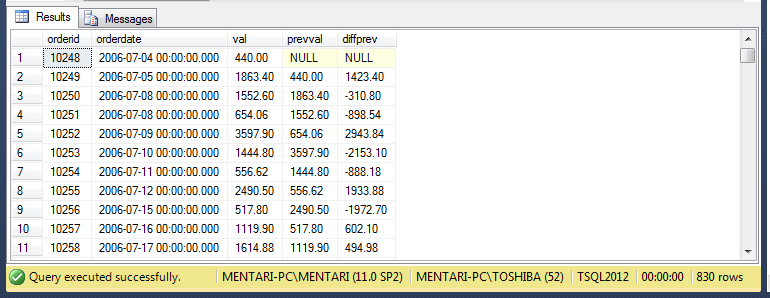 Results Messages
orderid orderdate val prevval diffprev
1 10248 2006-07-04 00:00:00.000 440.00 NULL NULL
2 10249 2006-07-05 00:00:00.000 1863.40 440.00 1423.40
3 10250 2006-07-08 00:00:00.000 1552.60 1863.40 -310.80
4 10251 2006-07-08 00:00:00.000 654.06 1552.60 -898.54
5 10252 2006-07-09 00:00:00.000 3597.90 654.06 2943.84
6 10253 2006-07-10 00:00:00.000 1444.80 3597.90 -2153.10
7 10254 2006-07-11 00:00:00.000 556.62 1444.80 -888.18
8 10255 2006-07-12 00:00:00.000 2490.50 556.62 1933.88
9 10256 2006-07-15 00:00:00.000 517.80 2490.50 -1972.70
10 10257 2006-07-16 00:00:00.000 1119.90 517.80 602.10
11 10258 2006-07-17 00:00:00.000 1614.88 1119.90 494.98
Query executed successfully. MENTARI-PC\MENTARI (11.0 SP2) MENTARI-PC\TOSHIBA (52) TSQL2012 00:00:00 830 rows